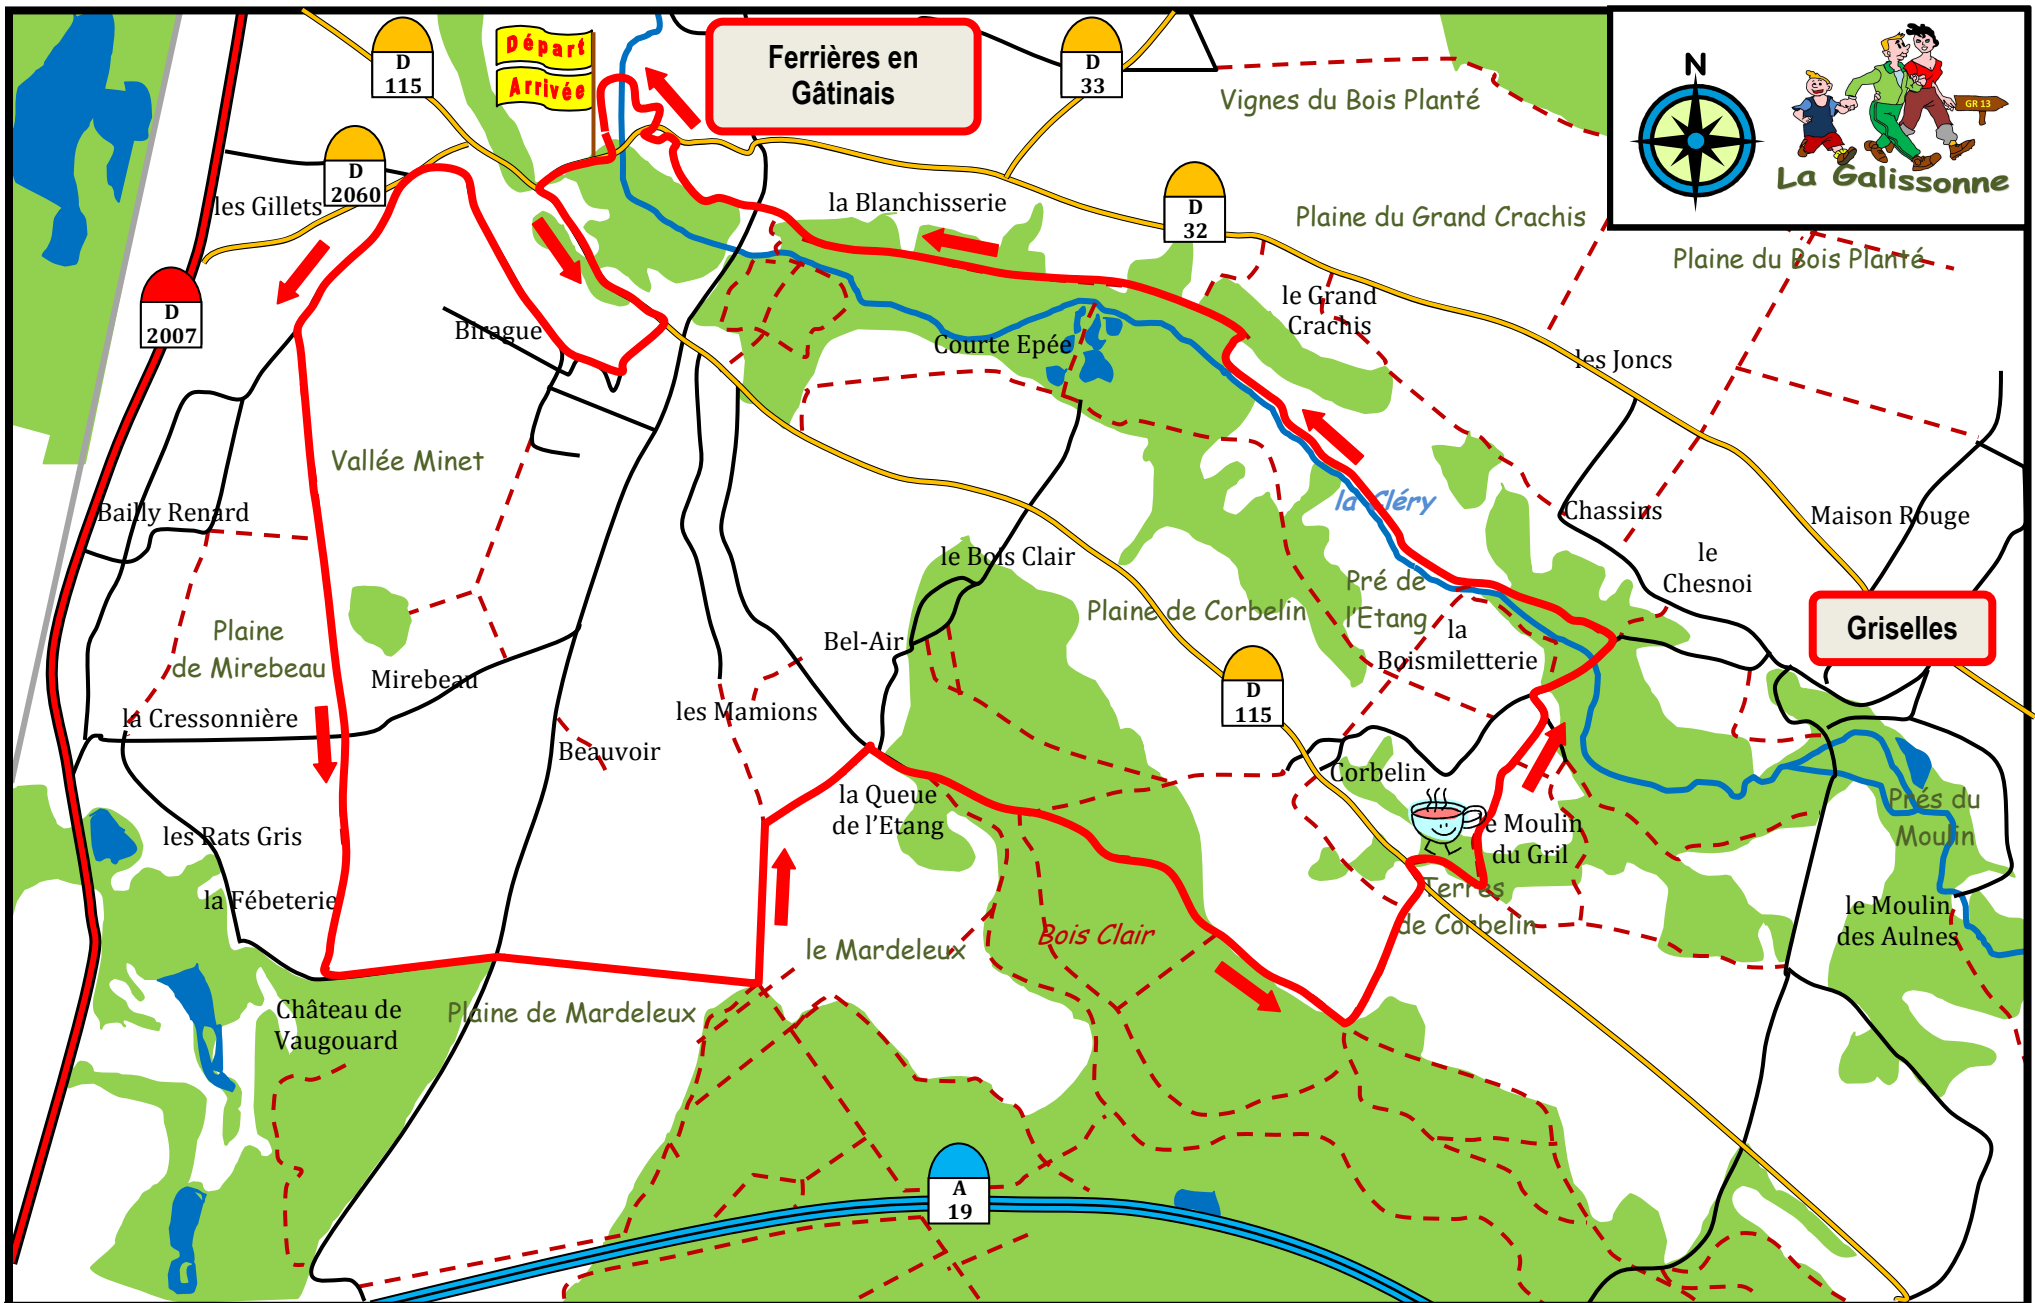 Départ
Arrivée
D
115
Ferrières en
Gâtinais
D
33
Vignes du Bois Planté
N
GR 13
La Galissonne
D
2060
les Gillets
la Blanchisserie
D
32
Plaine du Grand Crachis
Plaine du Bois Planté
D
2007
Birague
le Grand
Crachis
Courte Epée
les Joncs
Vallée Minet
Bailly Renard
la Cléry
Chassins
Maison Rouge
le Bois Clair
le
Chesnoi
Plaine de Corbelin
Pré de
l'Etang
Plaine
de Mirebeau
Bel-Air
la
Boismiletterie
Griselles
Mirebeau
la Cressonnière
les Mamions
D
115
Beauvoir
Corbelin
la Queue
de l'Etang
Prés du
Moulin
les Rats Gris
le Moulin
du Gril
la Fébeterie
Terres
de Corbelin
le Moulin
des Aulnes
le Mardeleux
Bois Clair
Château de
Vaugouard
Plaine de Mardeleux
A
19